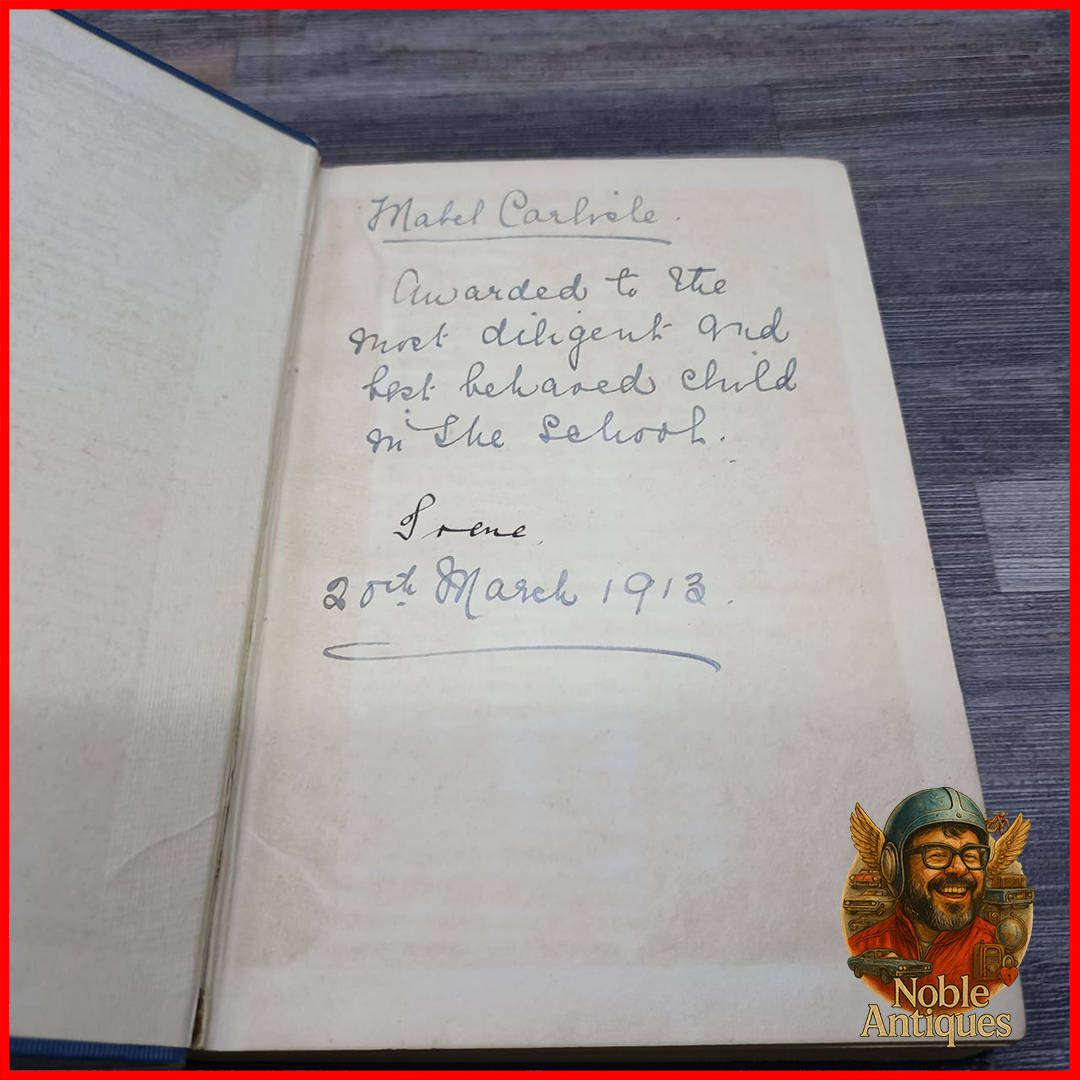 Mabel Carlisle.
Awarded to the
most diligent and
best behaved child
in the School.
Irene.
20th March 1913.
Noble
Antiques